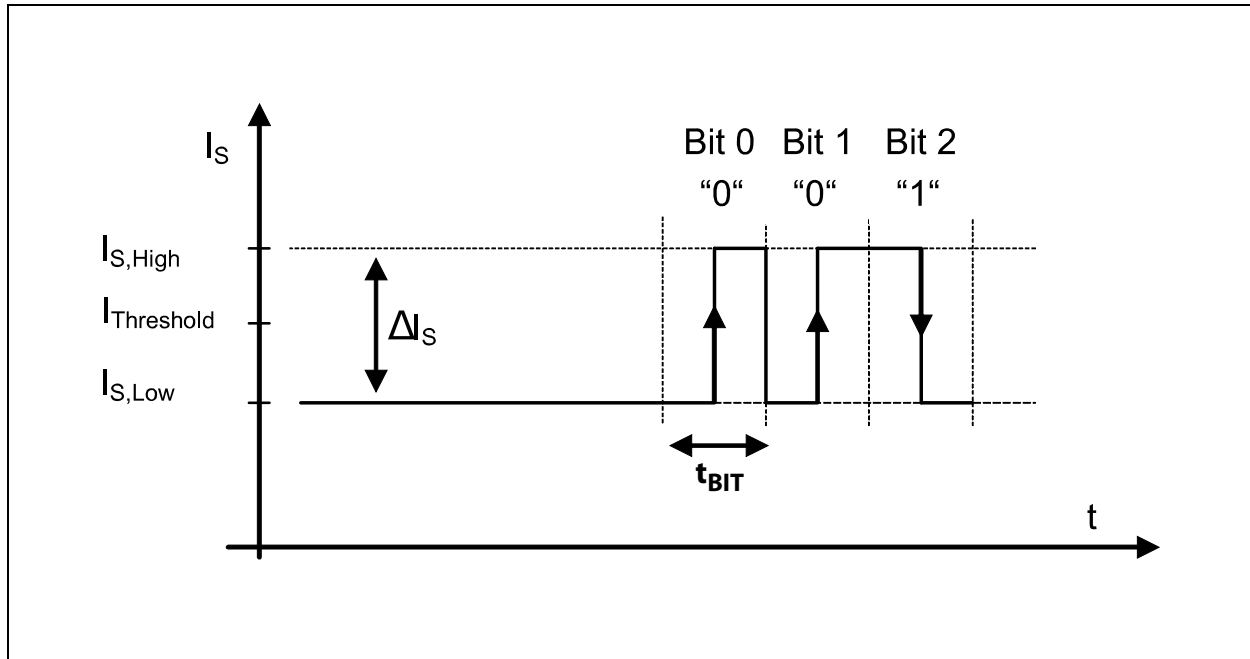 Bit 0 Bit 1 Bit 2
I_S
“0“ “0“ “1“
I_S,High
I_Threshold
ΔI_S
I_S,Low
t_BIT
t